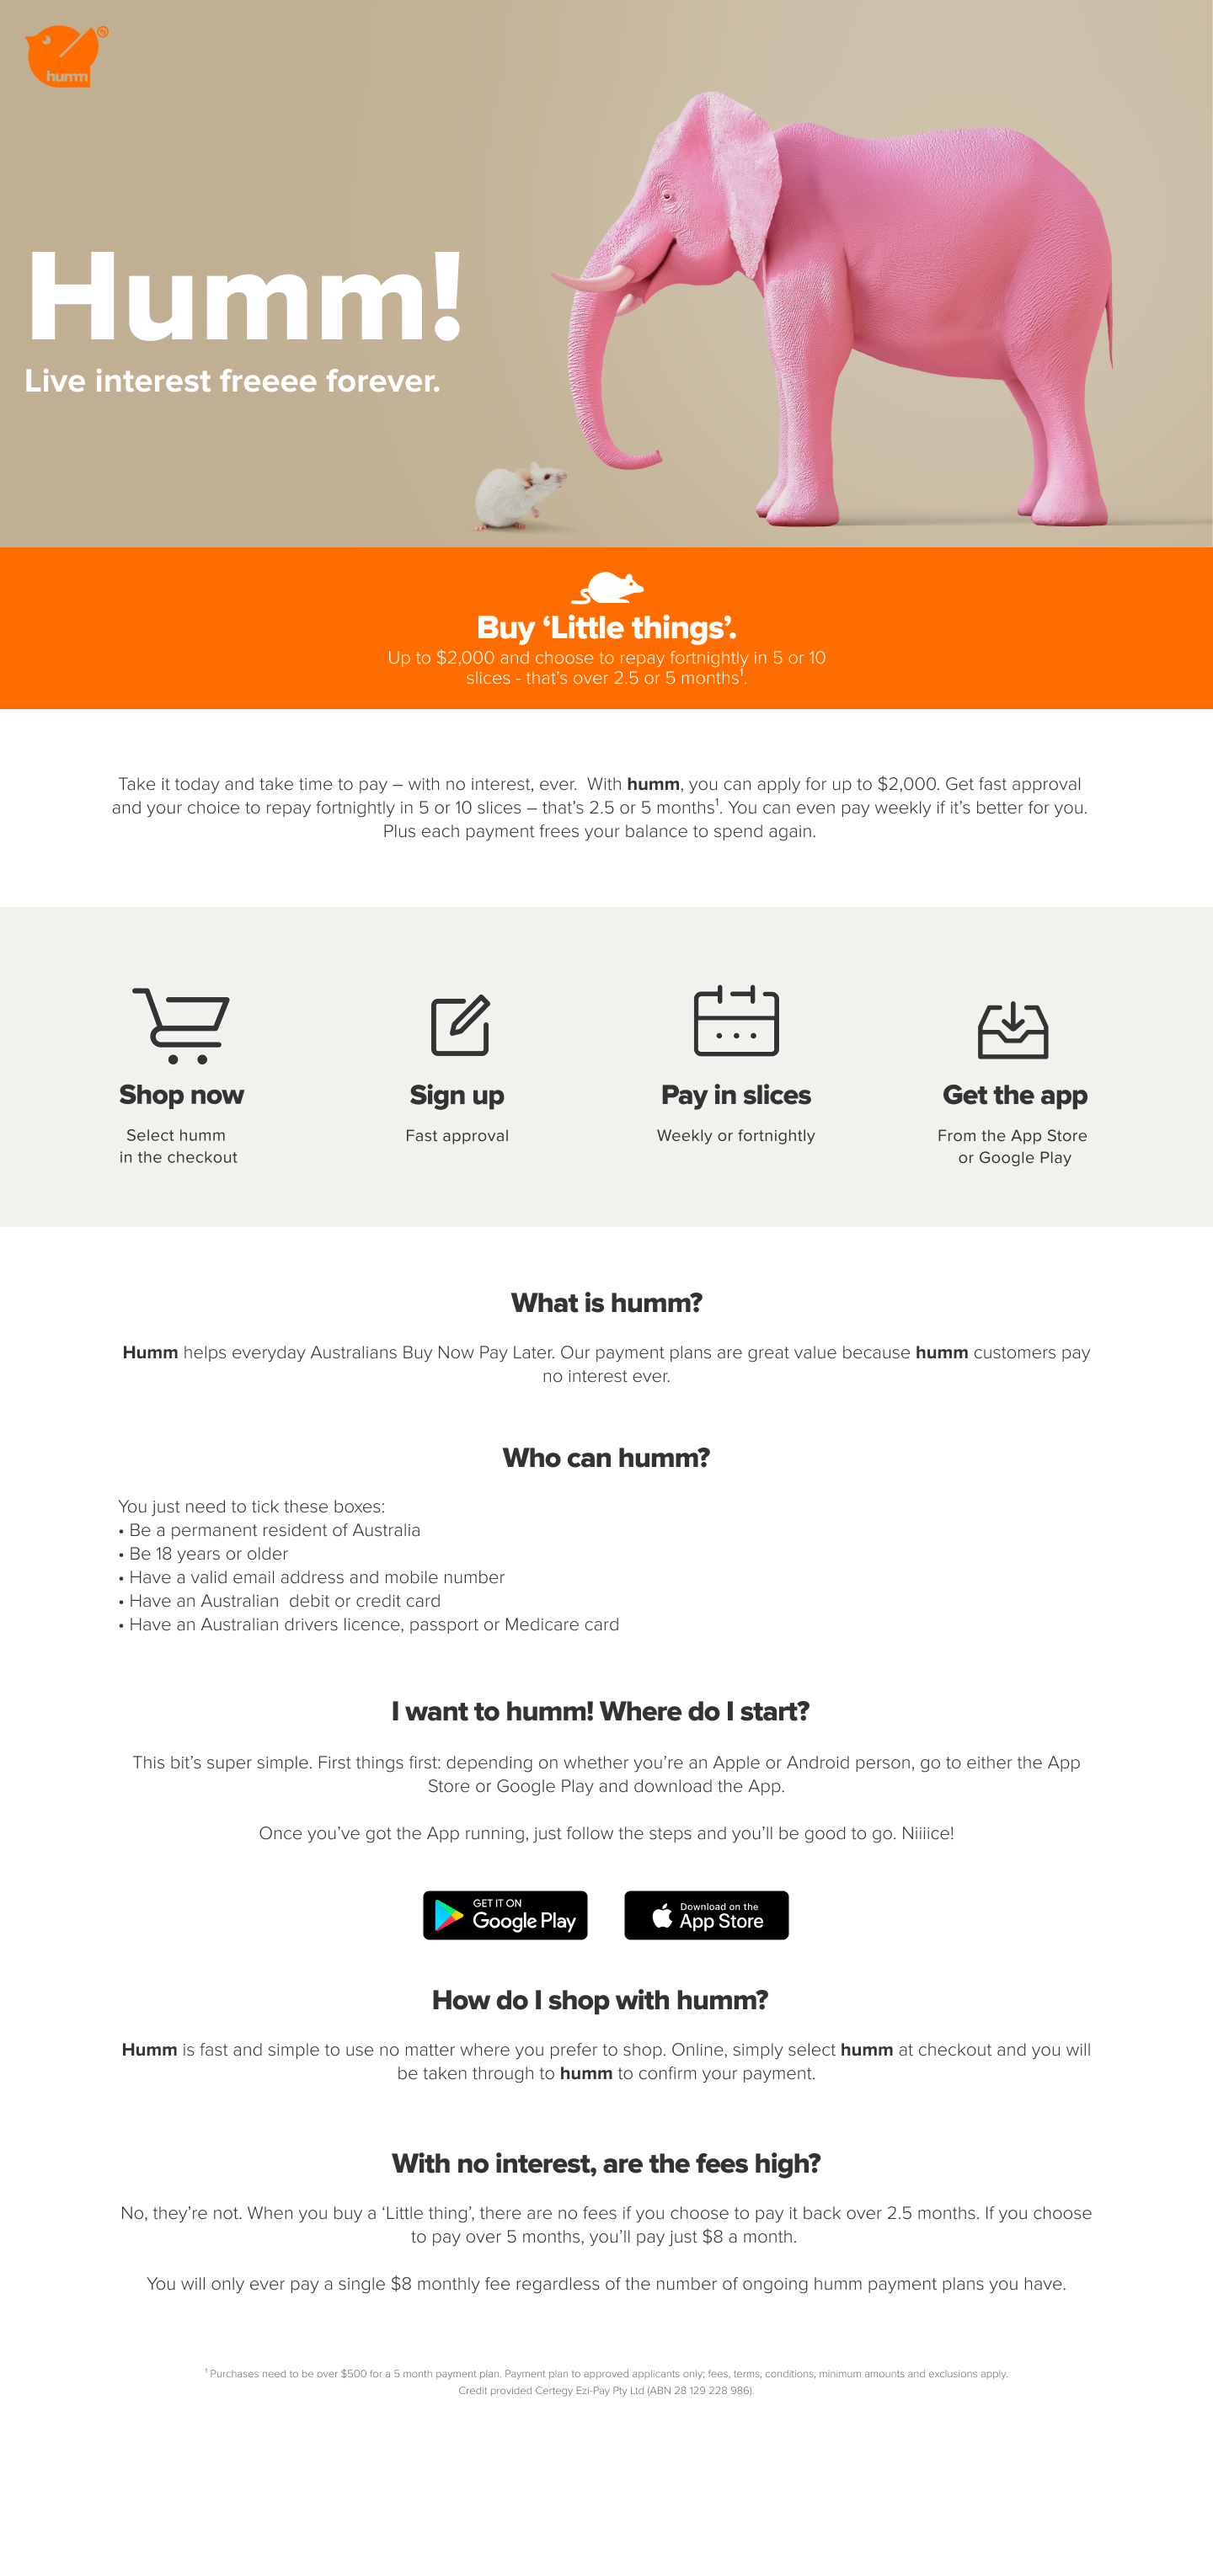 humm®
Humm!
Live interest freeee forever.
Buy ‘Little things’.
Up to $2,000 and choose to repay fortnightly in 5 or 10
slices - that’s over 2.5 or 5 months¹.
Take it today and take time to pay – with no interest, ever.  With humm, you can apply for up to $2,000. Get fast approval
and your choice to repay fortnightly in 5 or 10 slices – that’s 2.5 or 5 months¹. You can even pay weekly if it’s better for you.
Plus each payment frees your balance to spend again.
Shop now
Select humm
in the checkout
Sign up
Fast approval
Pay in slices
Weekly or fortnightly
Get the app
From the App Store
or Google Play
What is humm?
Humm helps everyday Australians Buy Now Pay Later. Our payment plans are great value because humm customers pay
no interest ever.
Who can humm?
You just need to tick these boxes:
• Be a permanent resident of Australia
• Be 18 years or older
• Have a valid email address and mobile number
• Have an Australian  debit or credit card
• Have an Australian drivers licence, passport or Medicare card
I want to humm! Where do I start?
This bit’s super simple. First things first: depending on whether you’re an Apple or Android person, go to either the App
Store or Google Play and download the App.
Once you’ve got the App running, just follow the steps and you’ll be good to go. Niiiice!
GET IT ON
Google Play
Download on the
App Store
How do I shop with humm?
Humm is fast and simple to use no matter where you prefer to shop. Online, simply select humm at checkout and you will
be taken through to humm to confirm your payment.
With no interest, are the fees high?
No, they’re not. When you buy a ‘Little thing’, there are no fees if you choose to pay it back over 2.5 months. If you choose
to pay over 5 months, you’ll pay just $8 a month.
You will only ever pay a single $8 monthly fee regardless of the number of ongoing humm payment plans you have.
¹ Purchases need to be over $500 for a 5 month payment plan. Payment plan to approved applicants only; fees, terms, conditions, minimum amounts and exclusions apply.
Credit provided Certegy Ezi-Pay Pty Ltd (ABN 28 129 228 986).